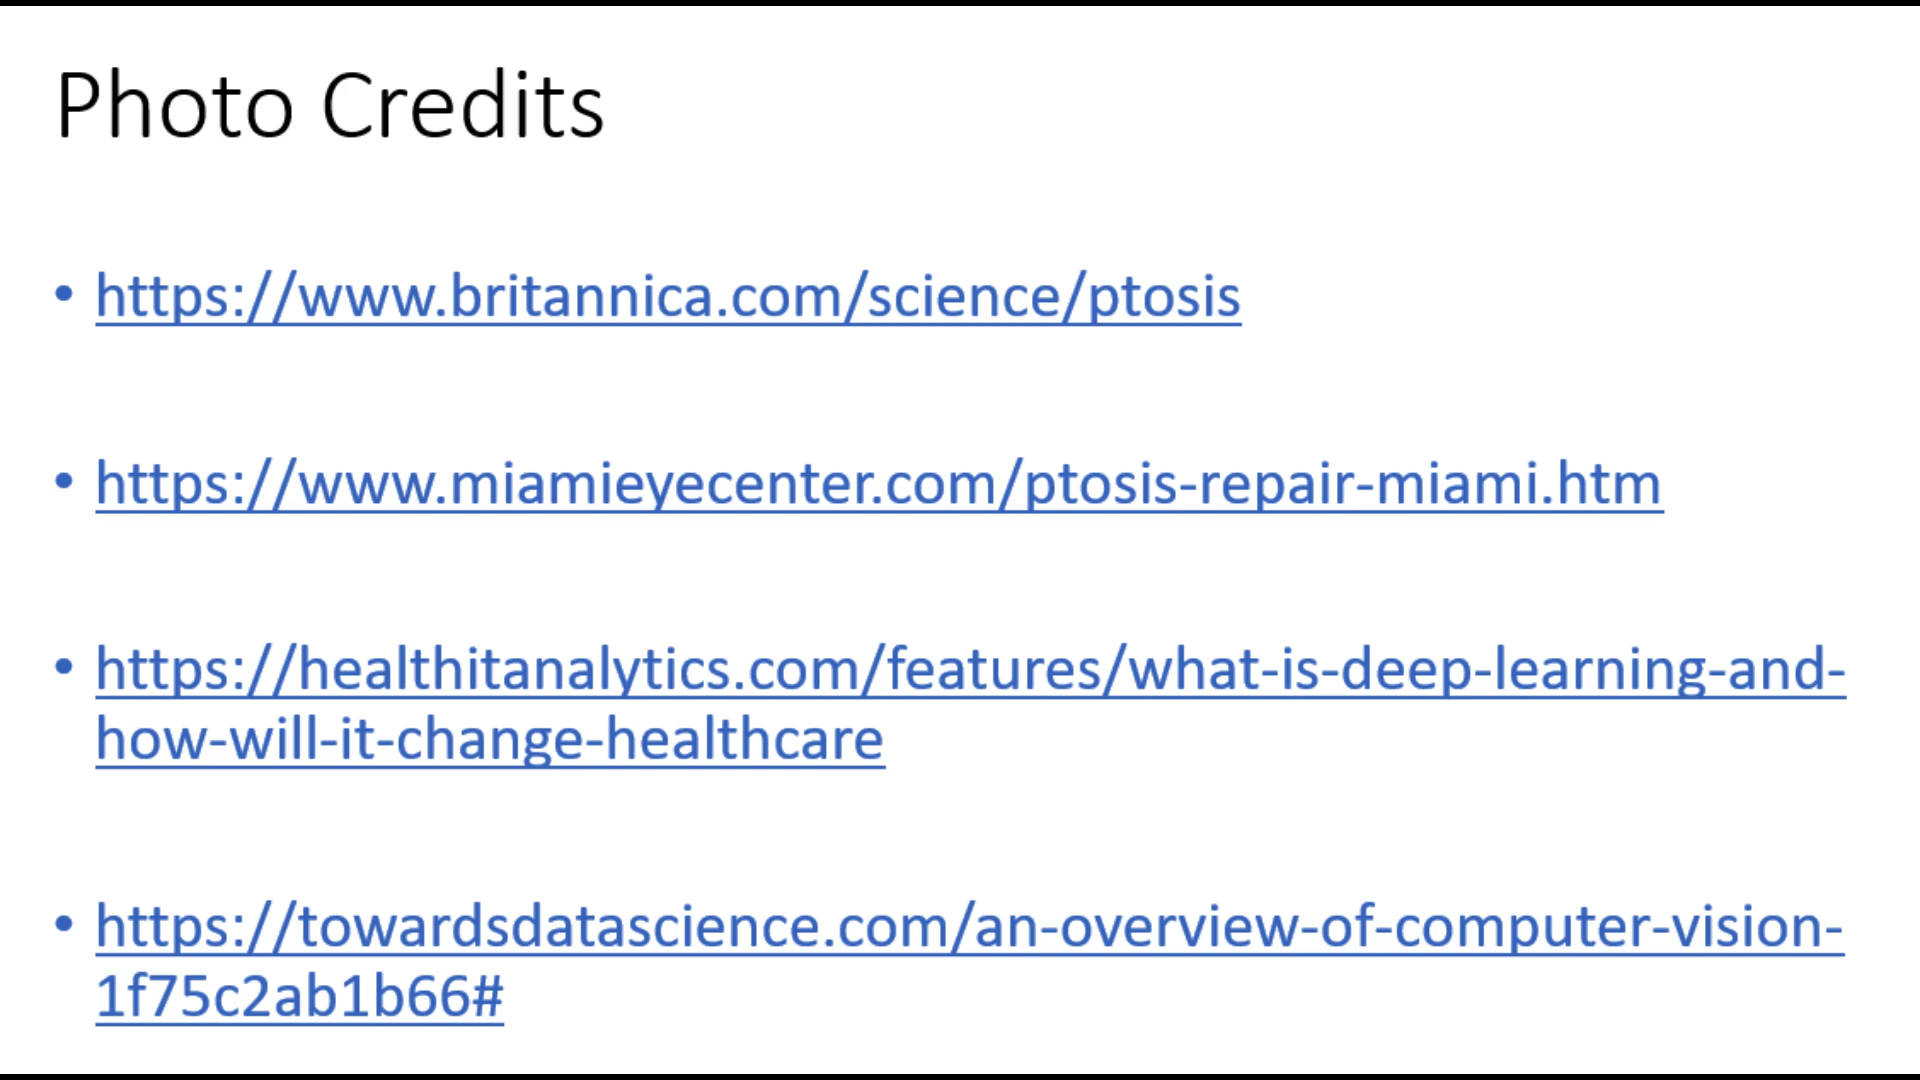 Photo Credits
• https://www.britannica.com/science/ptosis
• https://www.miamieyecenter.com/ptosis-repair-miami.htm
• https://healthitanalytics.com/features/what-is-deep-learning-and-
how-will-it-change-healthcare
• https://towardsdatascience.com/an-overview-of-computer-vision-
1f75c2ab1b66#